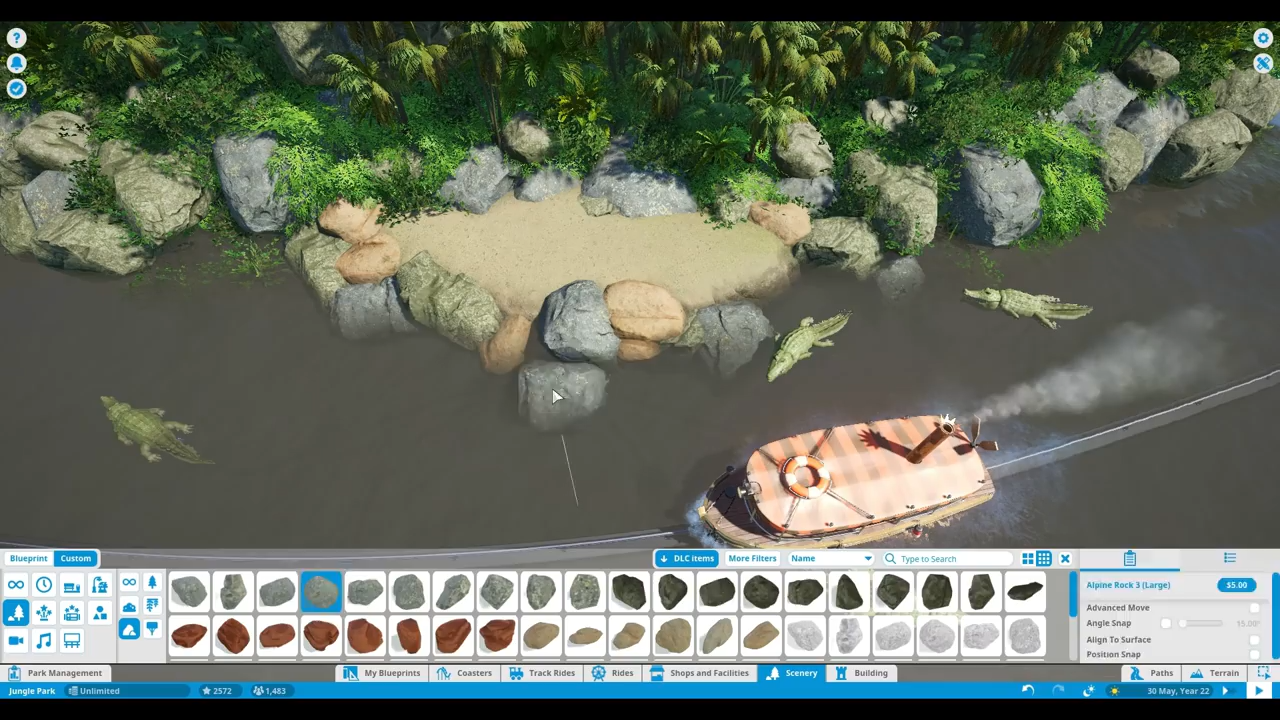 Blueprint Custom DLC items More Filters Name Type to Search
Alpine Rock 3 (Large) $5.00
Advanced Move
Angle Snap 15.00°
Align To Surface
Position Snap
Park Management My Blueprints Coasters Track Rides Rides Shops and Facilities Scenery Building Paths Terrain
Jungle Park Unlimited 2572 1,483 30 May, Year 22